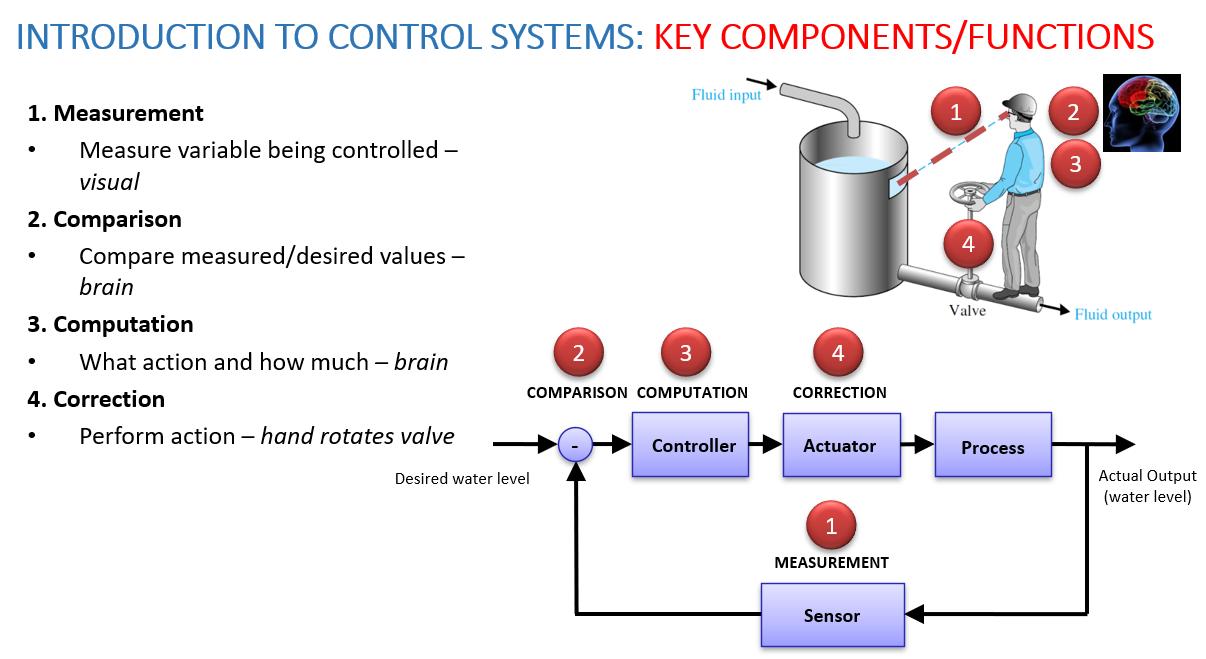 INTRODUCTION TO CONTROL SYSTEMS: KEY COMPONENTS/FUNCTIONS
1. Measurement
• Measure variable being controlled –
visual
2. Comparison
• Compare measured/desired values –
brain
3. Computation
• What action and how much – brain
4. Correction
• Perform action – hand rotates valve
Fluid input
1
2
3
4
Valve
Fluid output
2
3
4
COMPARISON
COMPUTATION
CORRECTION
-
Controller
Actuator
Process
Desired water level
Actual Output
(water level)
1
MEASUREMENT
Sensor